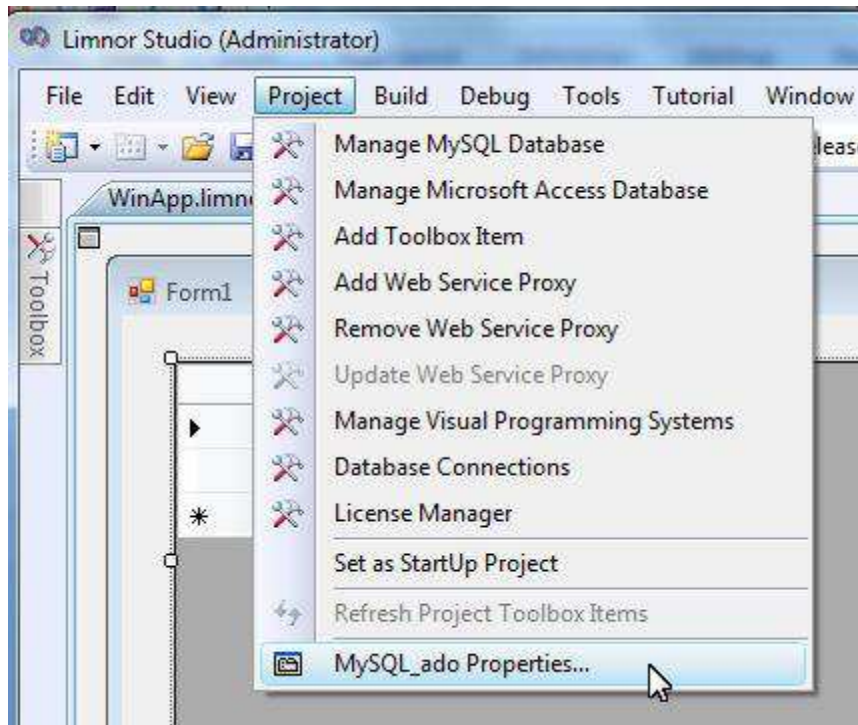 Limnor Studio (Administrator)
File Edit View Project Build Debug Tools Tutorial Window
Manage MySQL Database
Manage Microsoft Access Database
Add Toolbox Item
Add Web Service Proxy
Remove Web Service Proxy
Update Web Service Proxy
Manage Visual Programming Systems
Database Connections
License Manager
Set as StartUp Project
Refresh Project Toolbox Items
MySQL_ado Properties...
Toolbox
Form1